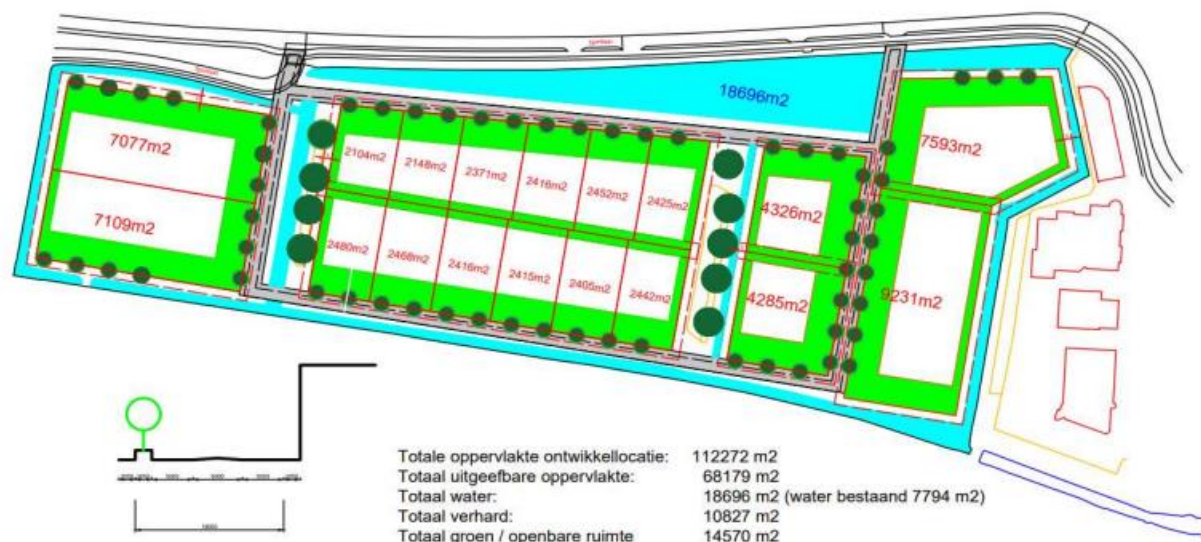 18696m2
7077m2
7593m2
2104m2
2148m2
2371m2
2416m2
2452m2
2425m2
4326m2
7109m2
2480m2
2468m2
2416m2
2415m2
2405m2
2442m2
4285m2
9231m2
Totale oppervlakte ontwikkellocatie: 112272 m2
Totaal uitgeefbare oppervlakte: 68179 m2
Totaal water: 18696 m2 (water bestaand 7794 m2)
Totaal verhard: 10827 m2
Totaal groen / openbare ruimte 14570 m2